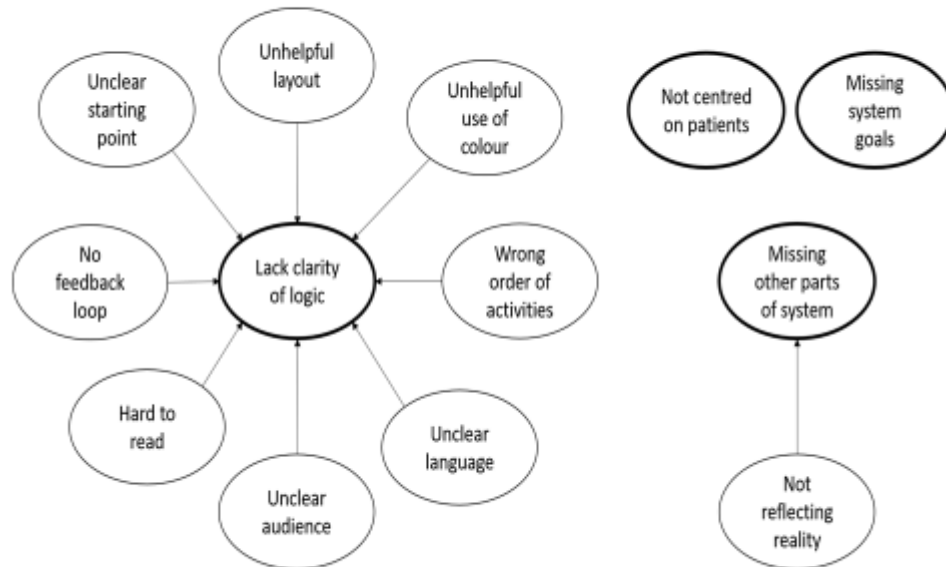 Unhelpful
layout
Unclear
starting
point
Unhelpful
use of
colour
Not centred
on patients
Missing
system
goals
No
feedback
loop
Lack clarity
of logic
Wrong
order of
activities
Missing
other parts
of system
Hard to
read
Unclear
language
Unclear
audience
Not
reflecting
reality